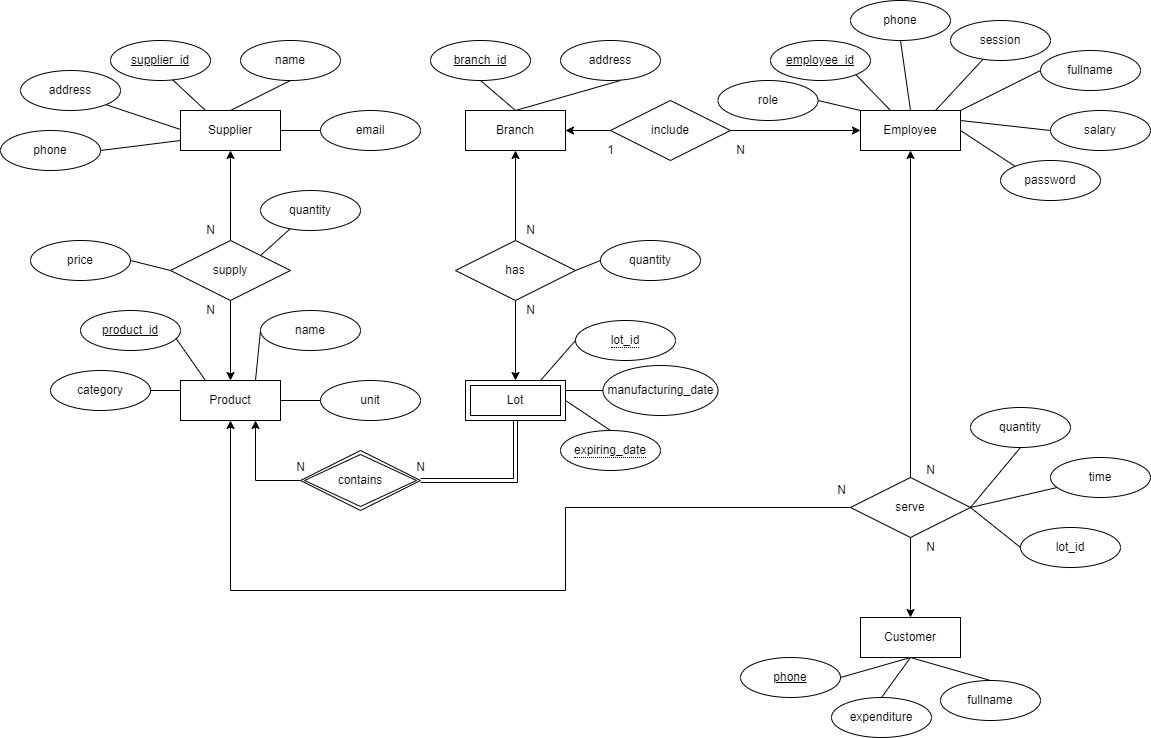 phone
supplier_id
name
branch_id
address
employee_id
session
address
role
fullname
phone
Supplier
email
Branch
include
Employee
salary
1
N
password
N
quantity
N
price
supply
has
quantity
N
N
product_id
name
lot_id
category
Product
unit
Lot
manufacturing_date
expiring_date
quantity
N
contains
N
N
N
time
serve
quantity
N
lot_id
Customer
phone
expenditure
fullname